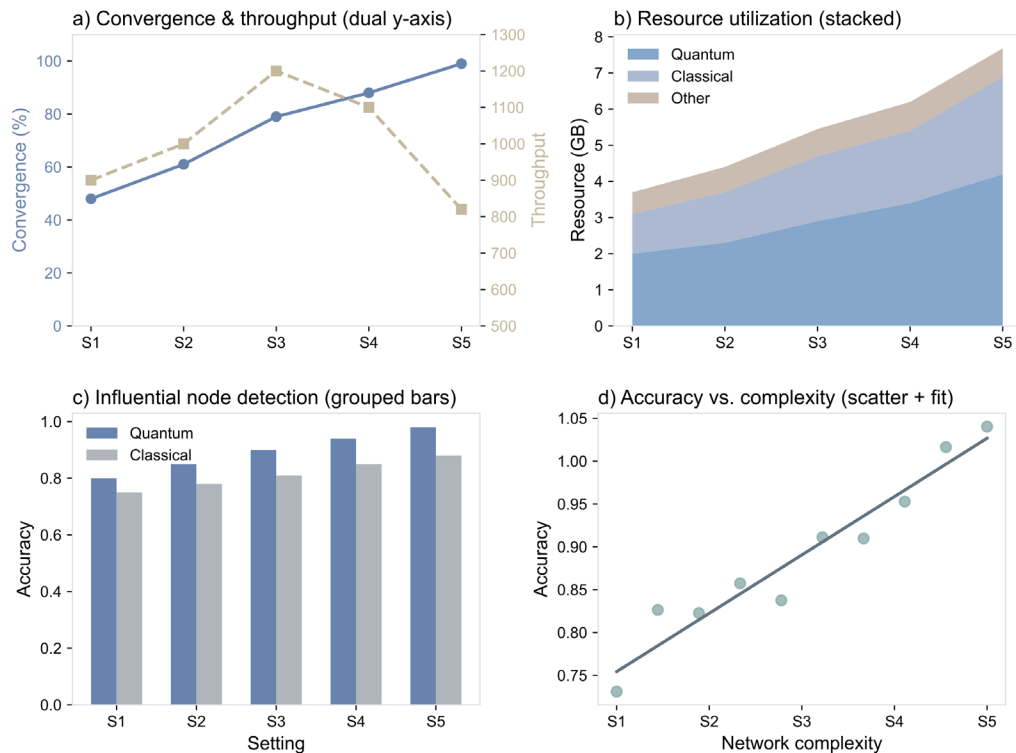 a) Convergence & throughput (dual y-axis)
Convergence (%)
100
80
60
40
20
0
1300
1200
1100
1000
900
800
700
600
500
Throughput
S1 S2 S3 S4 S5
b) Resource utilization (stacked)
Resource (GB)
8
7
6
5
4
3
2
1
0
Quantum
Classical
Other
S1 S2 S3 S4 S5
c) Influential node detection (grouped bars)
Accuracy
1.0
0.8
0.6
0.4
0.2
0.0
Quantum
Classical
S1 S2 S3 S4 S5
Setting
d) Accuracy vs. complexity (scatter + fit)
Accuracy
1.05
1.00
0.95
0.90
0.85
0.80
0.75
S1 S2 S3 S4 S5
Network complexity